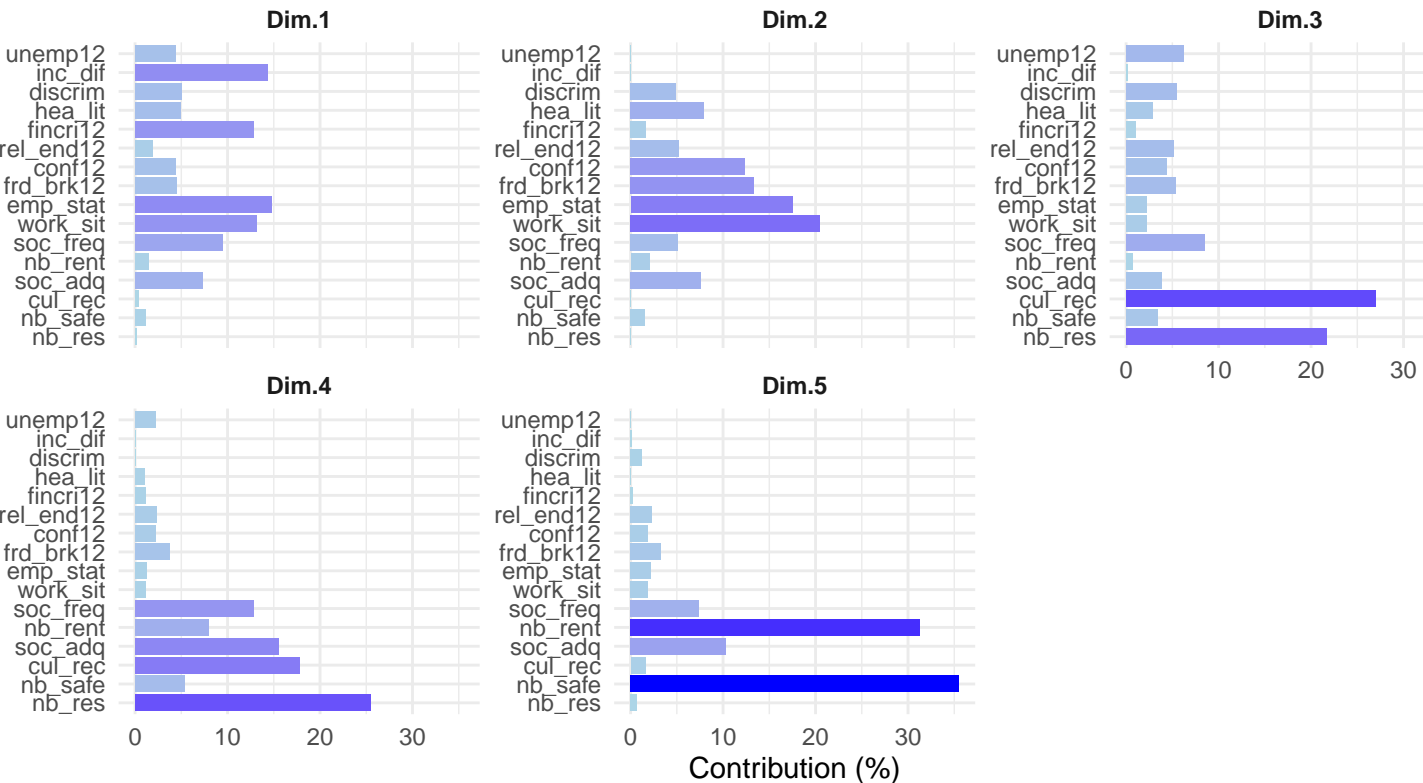 Dim.1
unemp12
inc_dif
discrim
hea_lit
fincri12
rel_end12
conf12
frd_brk12
emp_stat
work_sit
soc_freq
nb_rent
soc_adq
cul_rec
nb_safe
nb_res
Dim.2
unemp12
inc_dif
discrim
hea_lit
fincri12
rel_end12
conf12
frd_brk12
emp_stat
work_sit
soc_freq
nb_rent
soc_adq
cul_rec
nb_safe
nb_res
Dim.3
unemp12
inc_dif
discrim
hea_lit
fincri12
rel_end12
conf12
frd_brk12
emp_stat
work_sit
soc_freq
nb_rent
soc_adq
cul_rec
nb_safe
nb_res
0 10 20 30
Dim.4
unemp12
inc_dif
discrim
hea_lit
fincri12
rel_end12
conf12
frd_brk12
emp_stat
work_sit
soc_freq
nb_rent
soc_adq
cul_rec
nb_safe
nb_res
0 10 20 30
Dim.5
unemp12
inc_dif
discrim
hea_lit
fincri12
rel_end12
conf12
frd_brk12
emp_stat
work_sit
soc_freq
nb_rent
soc_adq
cul_rec
nb_safe
nb_res
0 10 20 30
Contribution (%)